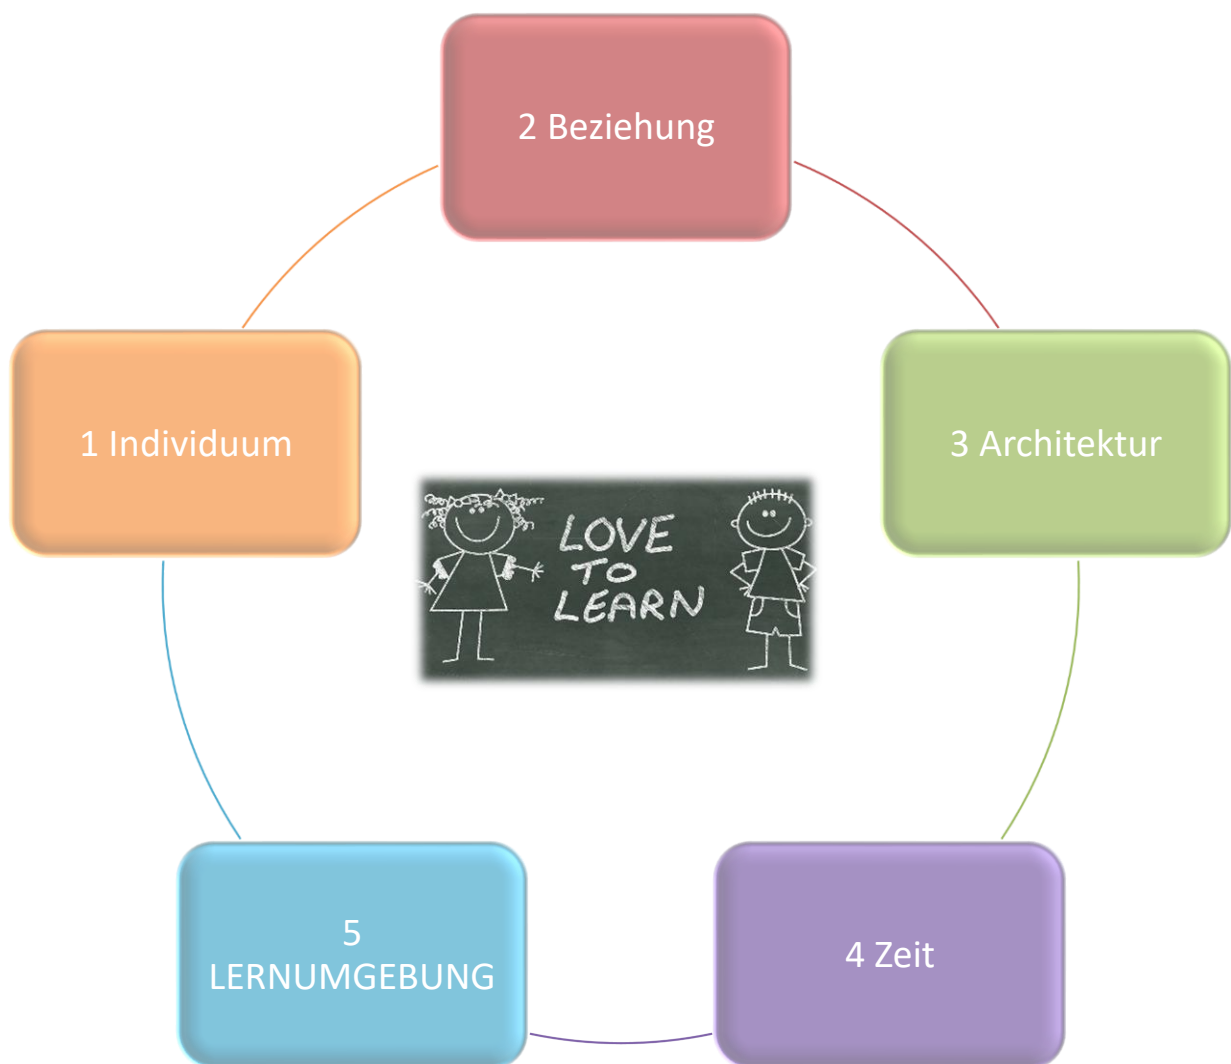 2 Beziehung
1 Individuum
3 Architektur
LOVE
TO
LEARN
5
LERNUMGEBUNG
4 Zeit